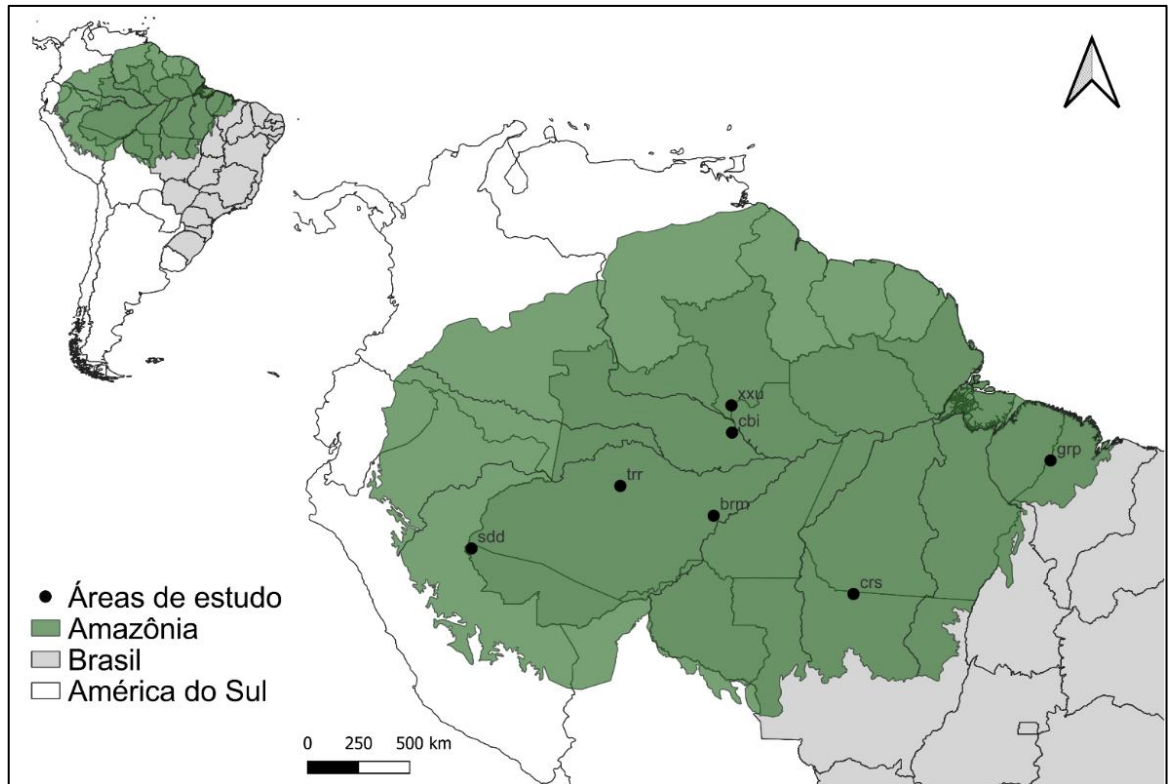 xxu
cbi
grp
trr
brm
sdd
crs
Áreas de estudo
Amazônia
Brasil
América do Sul
0 250 500 km